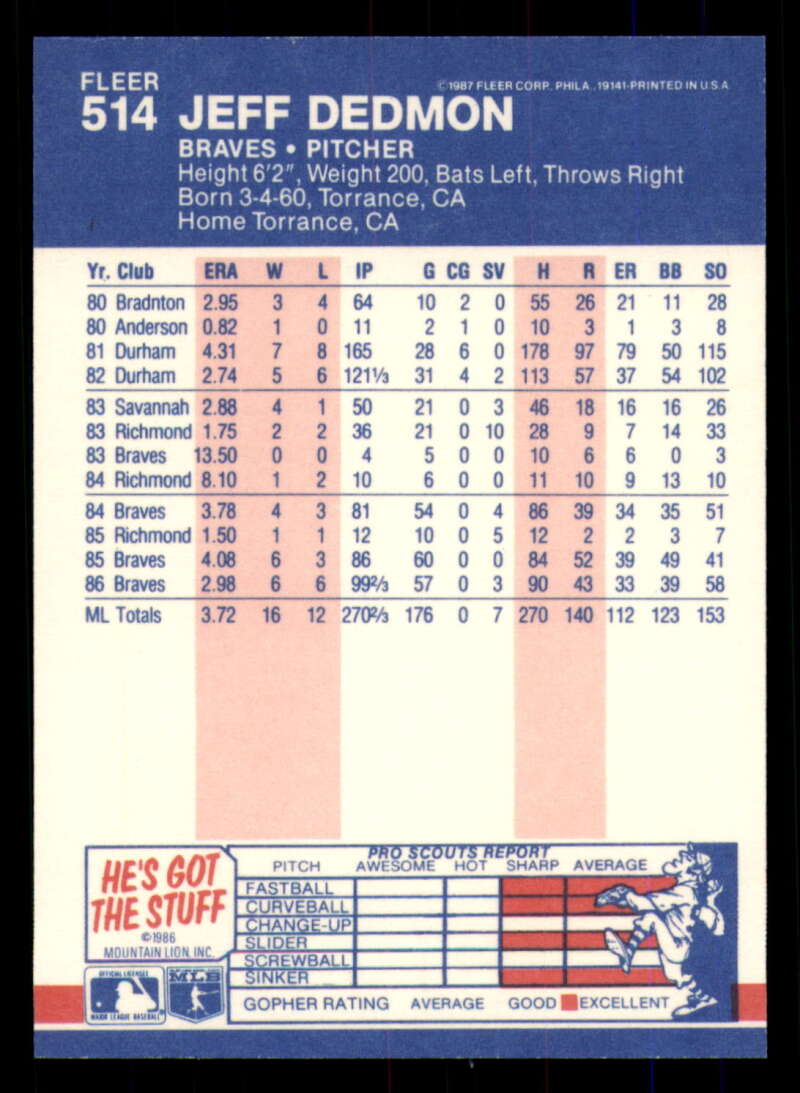 FLEER
©1987 FLEER CORP. PHILA., 19141-PRINTED IN U.S.A.
514 JEFF DEDMON
BRAVES • PITCHER
Height 6'2", Weight 200, Bats Left, Throws Right
Born 3-4-60, Torrance, CA
Home Torrance, CA
Yr. Club ERA W L IP G CG SV H R ER BB SO
80 Bradnton 2.95 3 4 64 10 2 0 55 26 21 11 28
80 Anderson 0.82 1 0 11 2 1 0 10 3 1 3 8
81 Durham 4.31 7 8 165 28 6 0 178 97 79 50 115
82 Durham 2.74 5 6 121⅓ 31 4 2 113 57 37 54 102
83 Savannah 2.88 4 1 50 21 0 3 46 18 16 16 26
83 Richmond 1.75 2 2 36 21 0 10 28 9 7 14 33
83 Braves 13.50 0 0 4 5 0 0 10 6 6 0 3
84 Richmond 8.10 1 2 10 6 0 0 11 10 9 13 10
84 Braves 3.78 4 3 81 54 0 4 86 39 34 35 51
85 Richmond 1.50 1 1 12 10 0 5 12 2 2 3 7
85 Braves 4.08 6 3 86 60 0 0 84 52 39 49 41
86 Braves 2.98 6 6 99⅔ 57 0 3 90 43 33 39 58
ML Totals 3.72 16 12 270⅔ 176 0 7 270 140 112 123 153
HE'S GOT
THE STUFF
©1986
MOUNTAIN LION, INC.
PRO SCOUTS REPORT
PITCH AWESOME HOT SHARP AVERAGE
FASTBALL
CURVEBALL
CHANGE-UP
SLIDER
SCREWBALL
SINKER
GOPHER RATING AVERAGE GOOD EXCELLENT
OFFICIAL LICENSEE
MAJOR LEAGUE BASEBALL
MLB